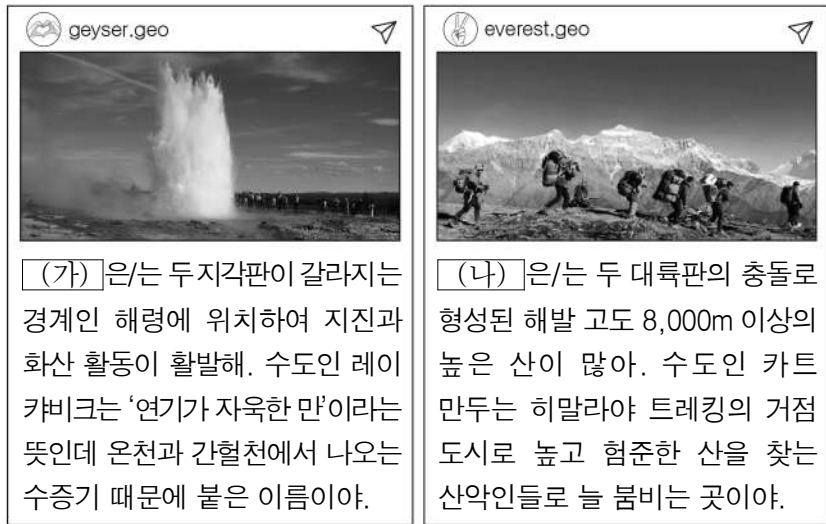 geyser.geo
(가) 은/는 두 지각판이 갈라지는
경계인 해령에 위치하여 지진과
화산 활동이 활발해. 수도인 레이
캬비크는 ‘연기가 자욱한 만’이라는
뜻인데 온천과 간헐천에서 나오는
수증기 때문에 붙은 이름이야.
everest.geo
(나) 은/는 두 대륙판의 충돌로
형성된 해발 고도 8,000m 이상의
높은 산이 많아. 수도인 카트
만두는 히말라야 트레킹의 거점
도시로 높고 험준한 산을 찾는
산악인들로 늘 붐비는 곳이야.